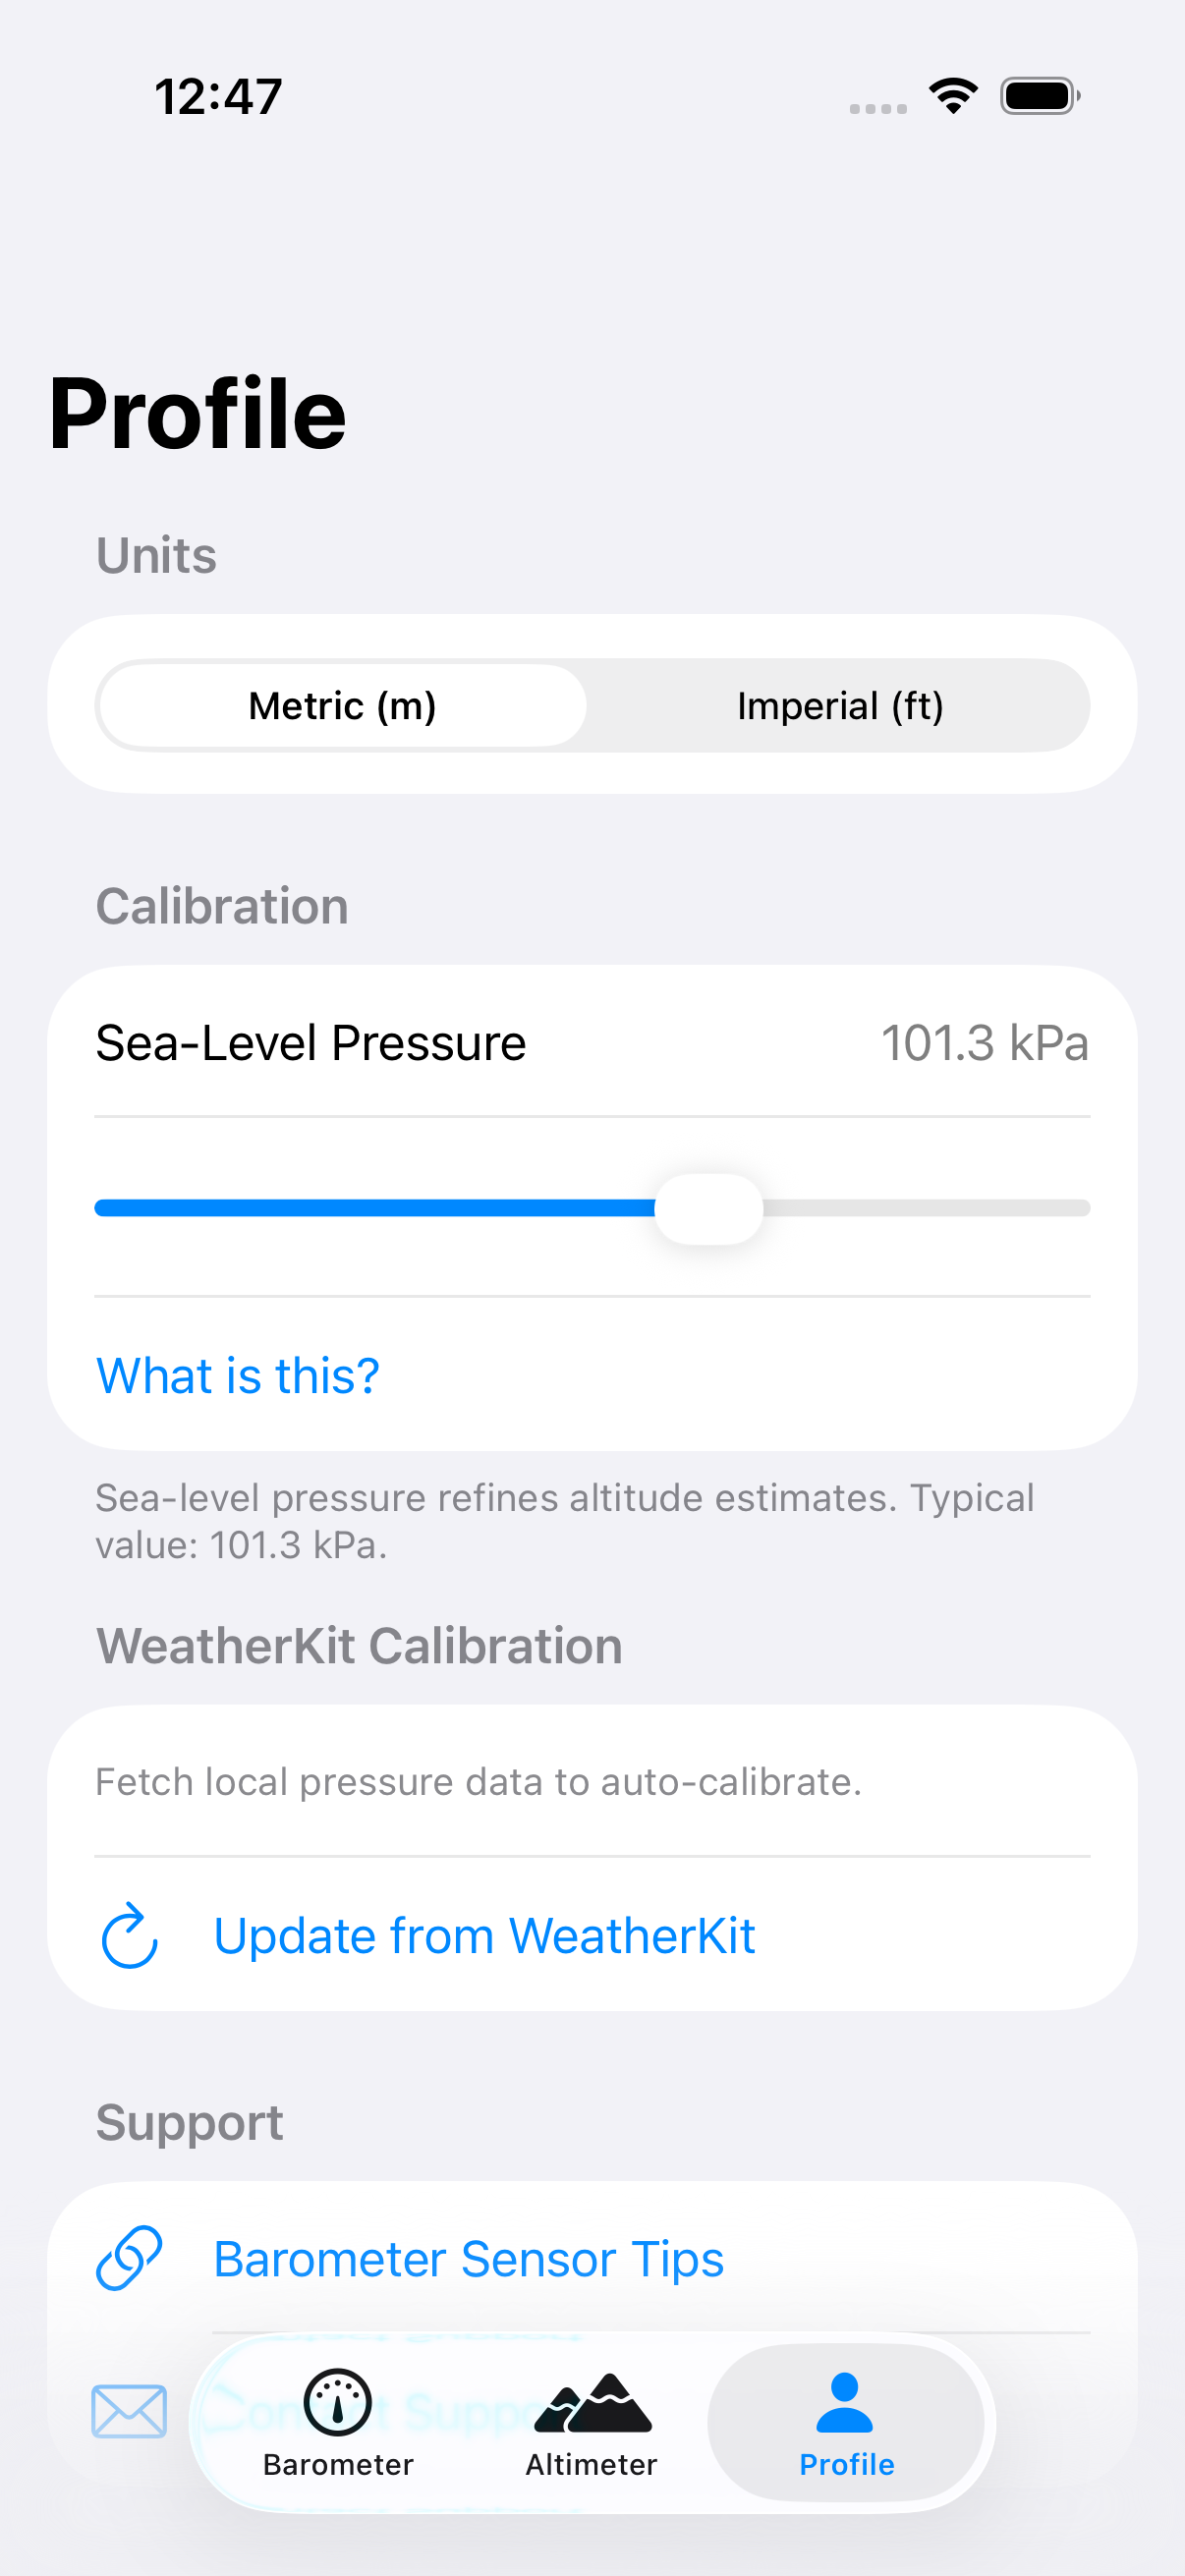 12:47
Profile
Units
Metric (m)
Imperial (ft)
Calibration
Sea-Level Pressure
101.3 kPa
What is this?
Sea-level pressure refines altitude estimates. Typical
value: 101.3 kPa.
WeatherKit Calibration
Fetch local pressure data to auto-calibrate.
Update from WeatherKit
Support
Barometer Sensor Tips
Contact Support
Barometer
Altimeter
Profile